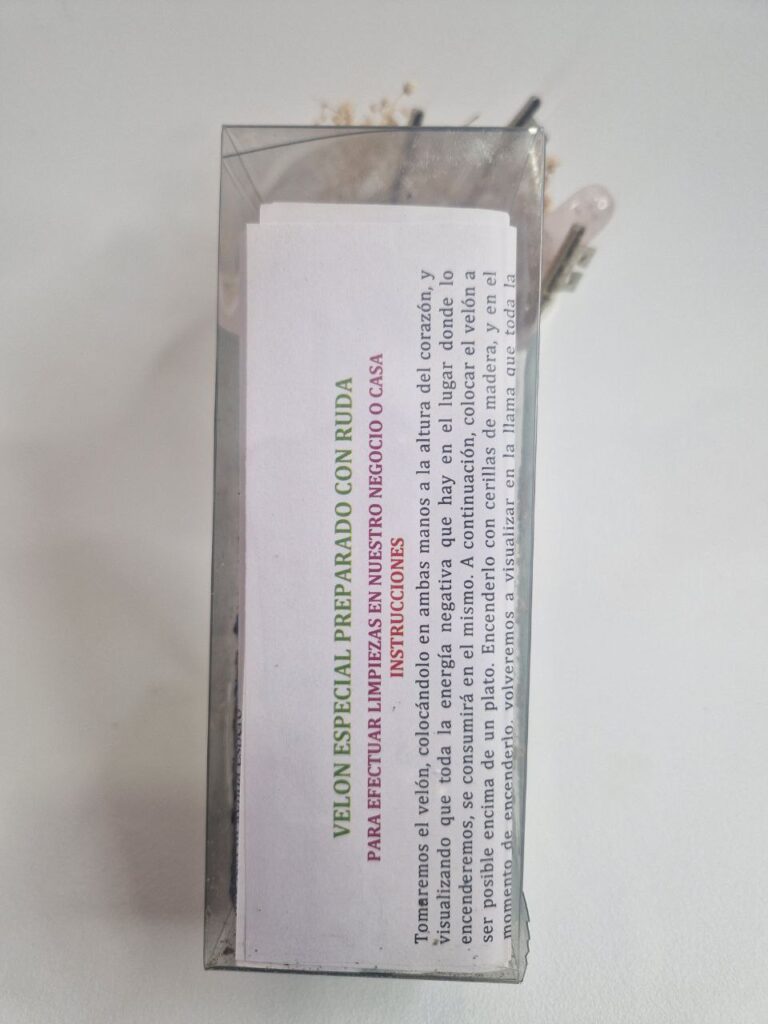 VELON ESPECIAL PREPARADO CON RUDA
PARA EFECTUAR LIMPIEZAS EN NUESTRO NEGOCIO O CASA
INSTRUCCIONES
Tomaremos el velón, colocándolo en ambas manos a la altura del corazón, y
visualizando que toda la energía negativa que hay en el lugar donde lo
encenderemos, se consumirá en el mismo. A continuación, colocar el velón a
ser posible encima de un plato. Encenderlo con cerillas de madera, y en el
momento de encenderlo, volveremos a visualizar en la llama que toda la